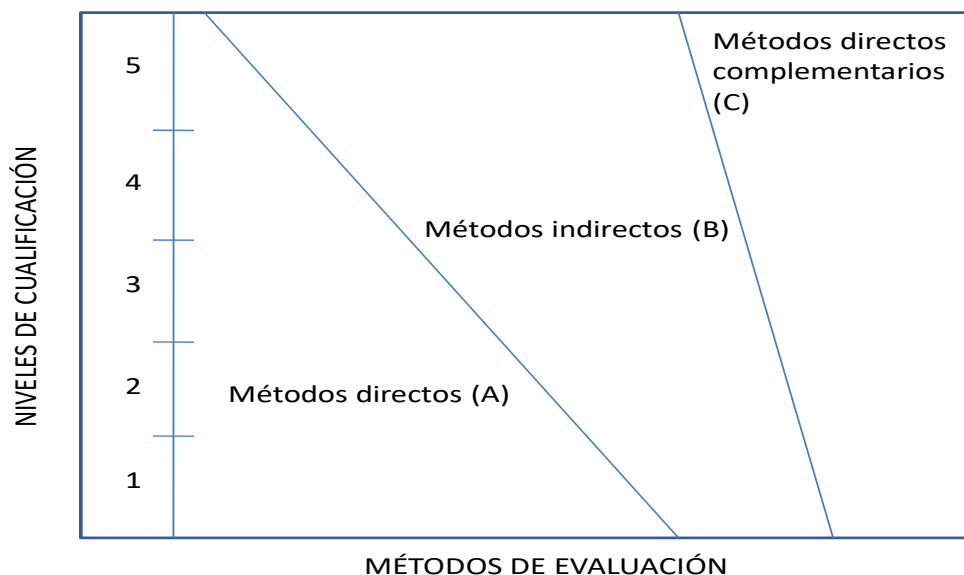 Métodos directos
complementarios
(C)
5
4
Métodos indirectos (B)
3
2
Métodos directos (A)
1
NIVELES DE CUALIFICACIÓN
MÉTODOS DE EVALUACIÓN